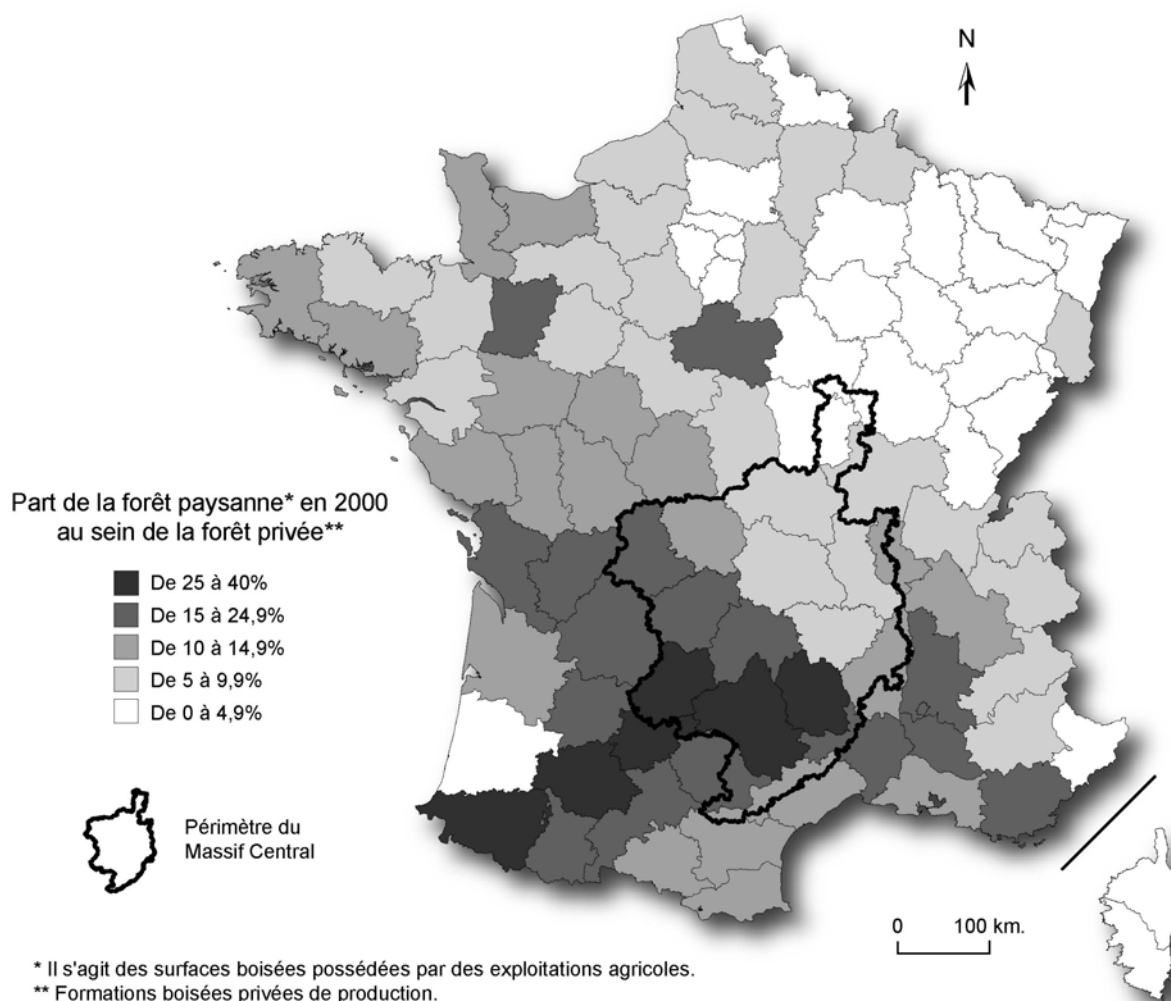 N
Part de la forêt paysanne* en 2000
au sein de la forêt privée**
De 25 à 40%
De 15 à 24,9%
De 10 à 14,9%
De 5 à 9,9%
De 0 à 4,9%
Périmètre du
Massif Central
0 100 km.
* Il s'agit des surfaces boisées possédées par des exploitations agricoles.
** Formations boisées privées de production.